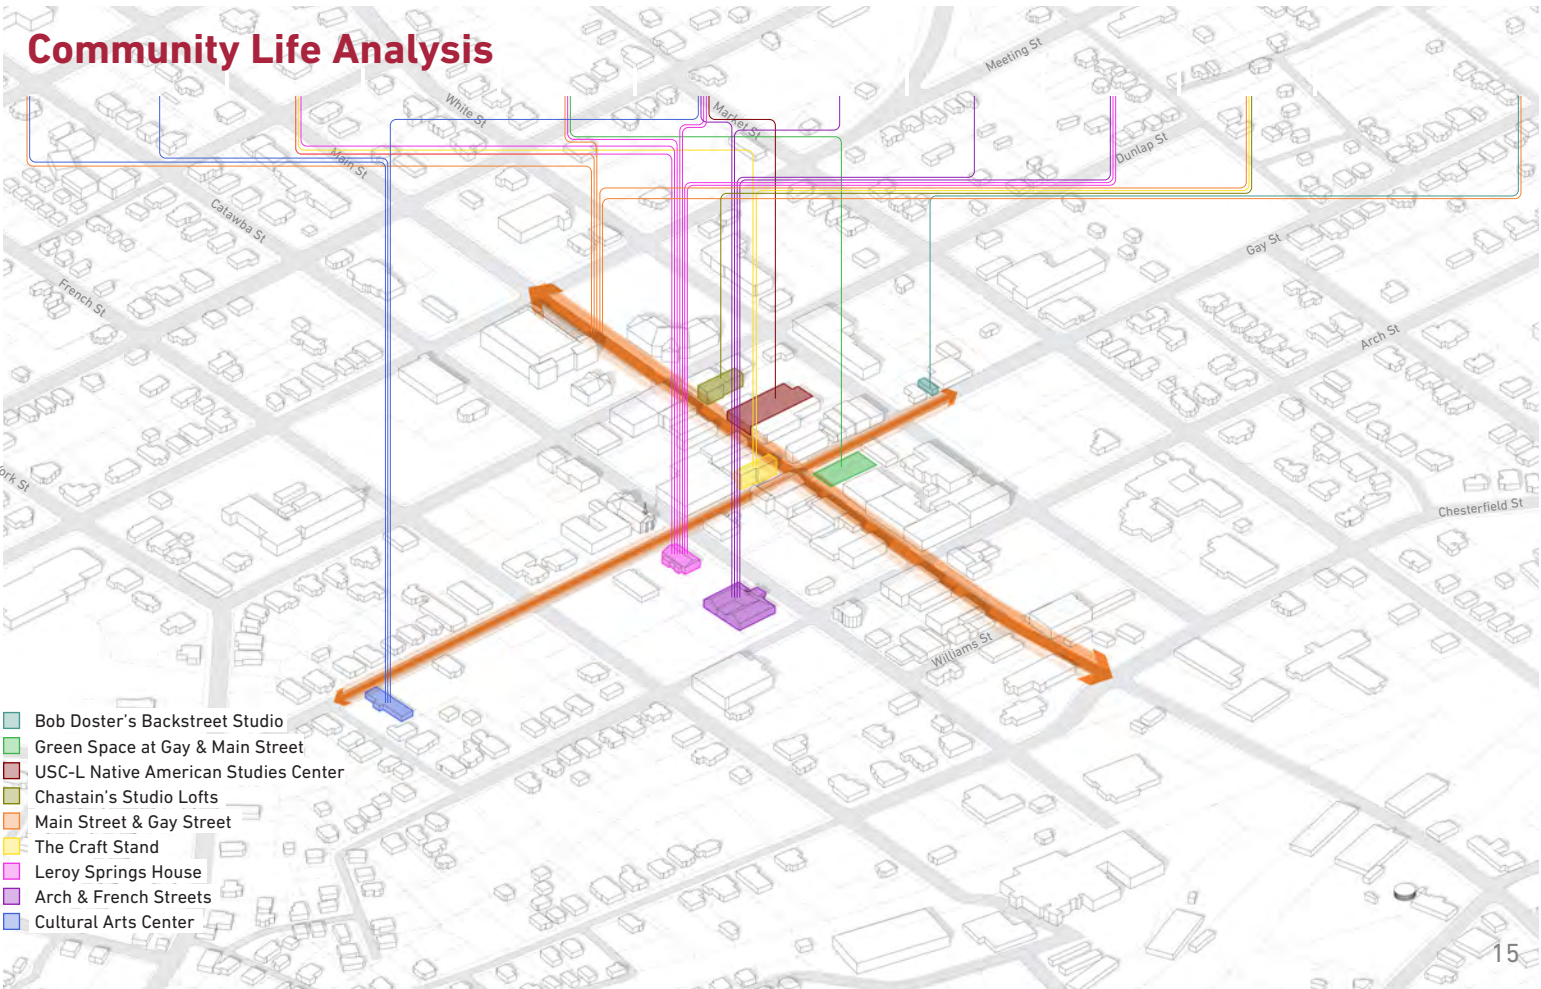 Community Life Analysis
Meeting St
White St
Market St
Main St
Dunlap St
Catawba St
Gay St
French St
Arch St
Chesterfield St
Williams St
Bob Doster's Backstreet Studio
Green Space at Gay & Main Street
USC-L Native American Studies Center
Chastain's Studio Lofts
Main Street & Gay Street
The Craft Stand
Leroy Springs House
Arch & French Streets
Cultural Arts Center
15